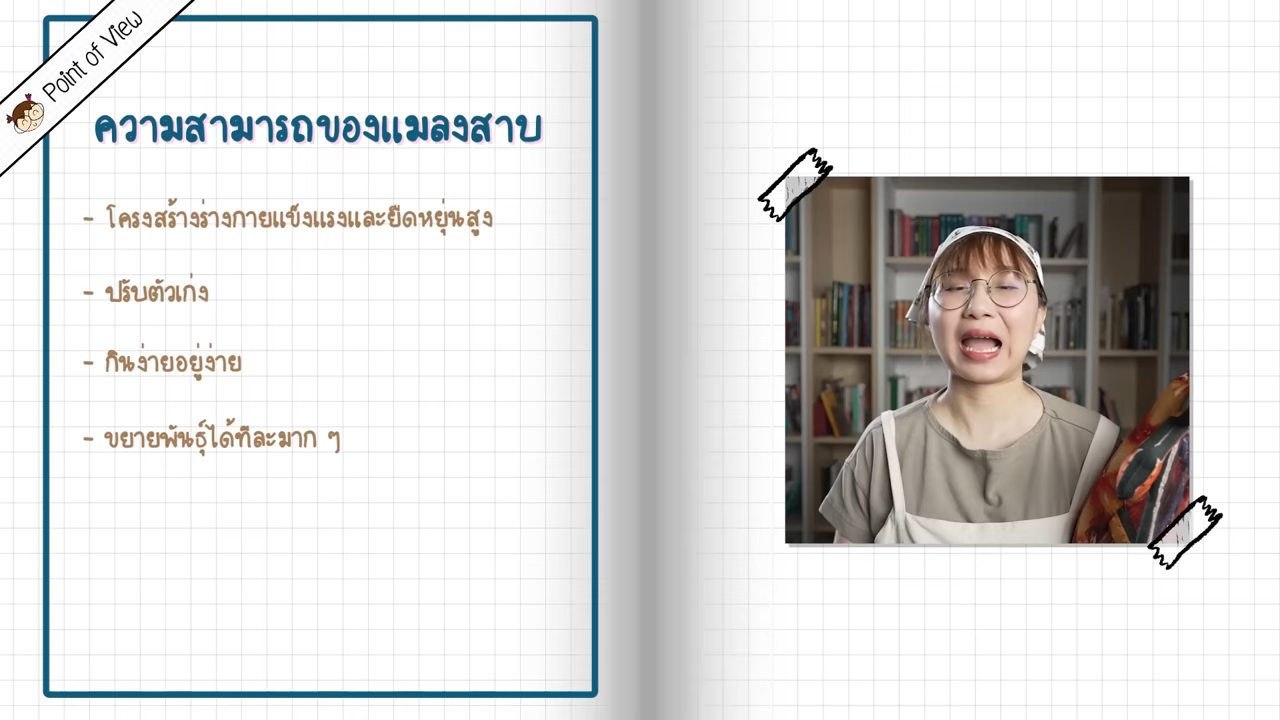 Point of View
ความสามารถของแมลงสาบ
- โครงสร้างร่างกายแข็งแรงและยืดหยุ่นสูง
- ปรับตัวเก่ง
- กินง่ายอยู่ง่าย
- ขยายพันธุ์ได้ทีละมาก ๆ